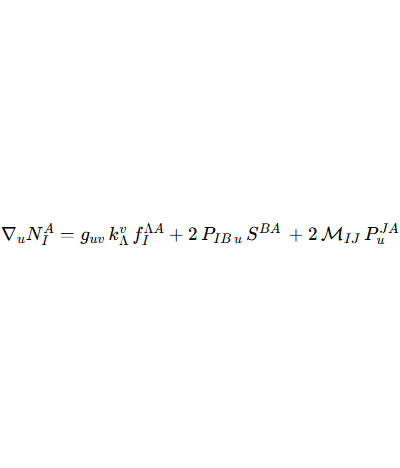 ∇_u N_I^A = g_{uv} k_Λ^v f_I^{ΛA} + 2 P_{IB u} S^{BA} + 2 ℳ_{IJ} P_u^{JA}